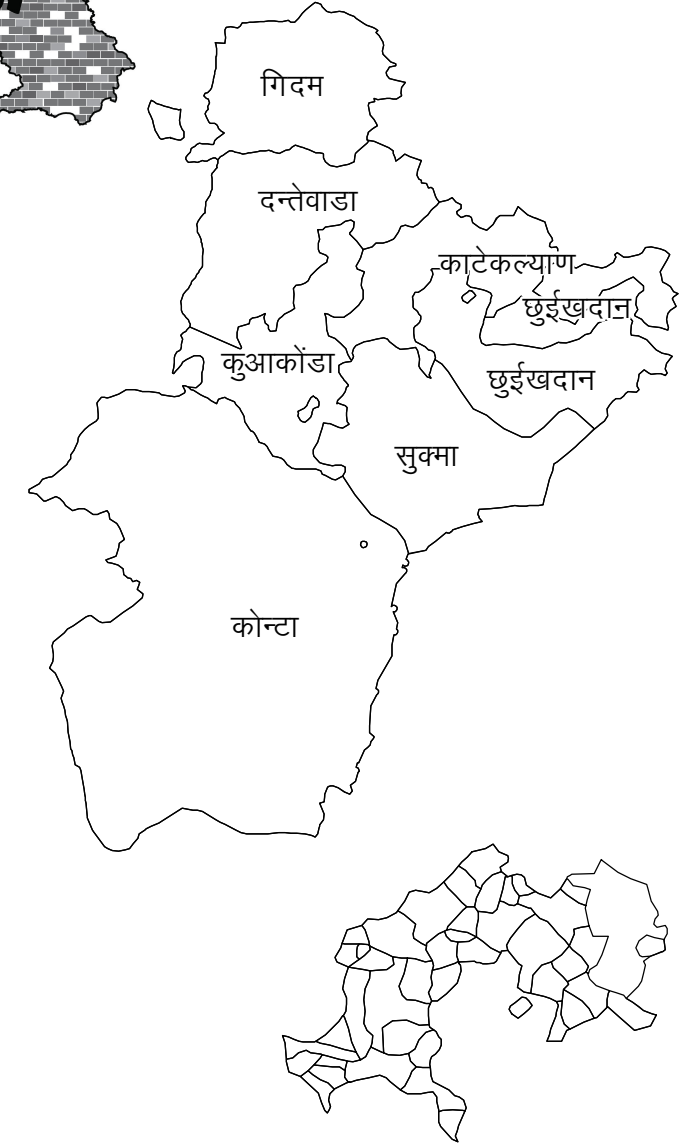 गिदम
दन्तेवाडा
काटेकल्याण
छुईखदान
कुआकोंडा
छुईखदान
सुक्मा
कोन्टा